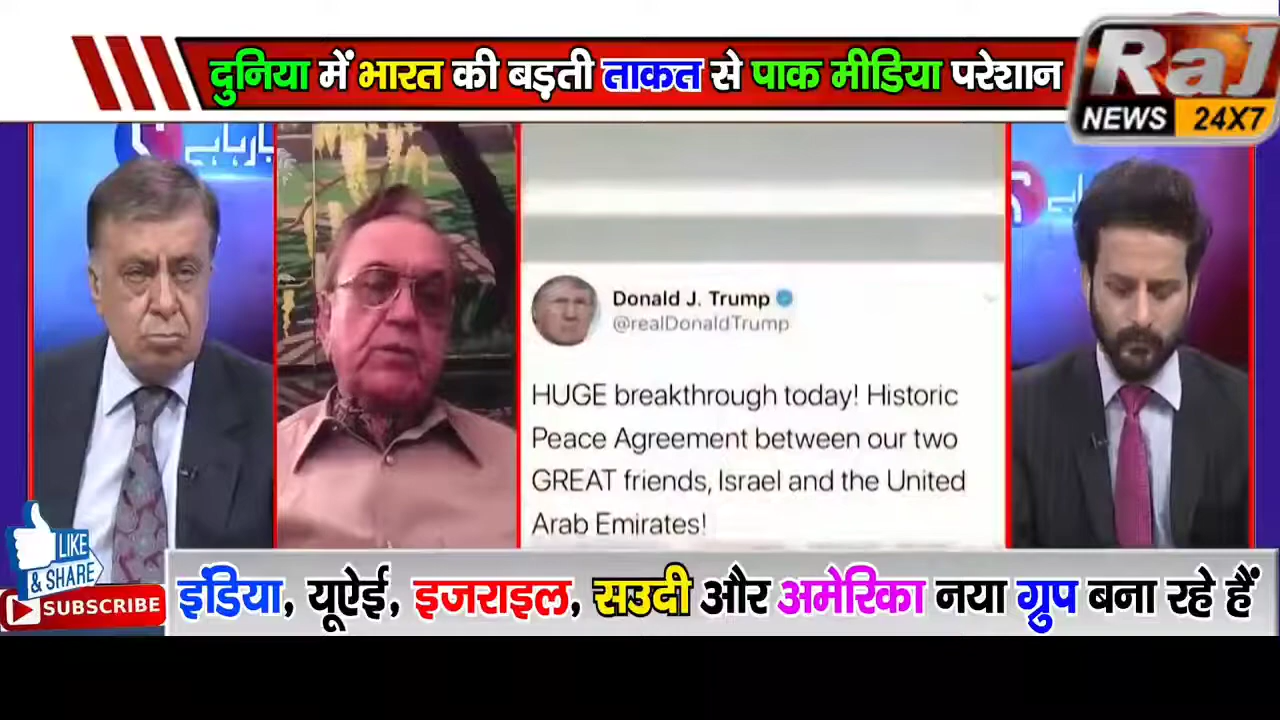 दुनिया में भारत की बड़ती ताकत से पाक मीडिया परेशान
Raj
NEWS 24X7
Donald J. Trump
@realDonaldTrump
HUGE breakthrough today! Historic
Peace Agreement between our two
GREAT friends, Israel and the United
Arab Emirates!
LIKE
& SHARE
SUBSCRIBE
इंडिया, यूऐई, इजराइल, सउदी और अमेरिका नया ग्रुप बना रहे हैं